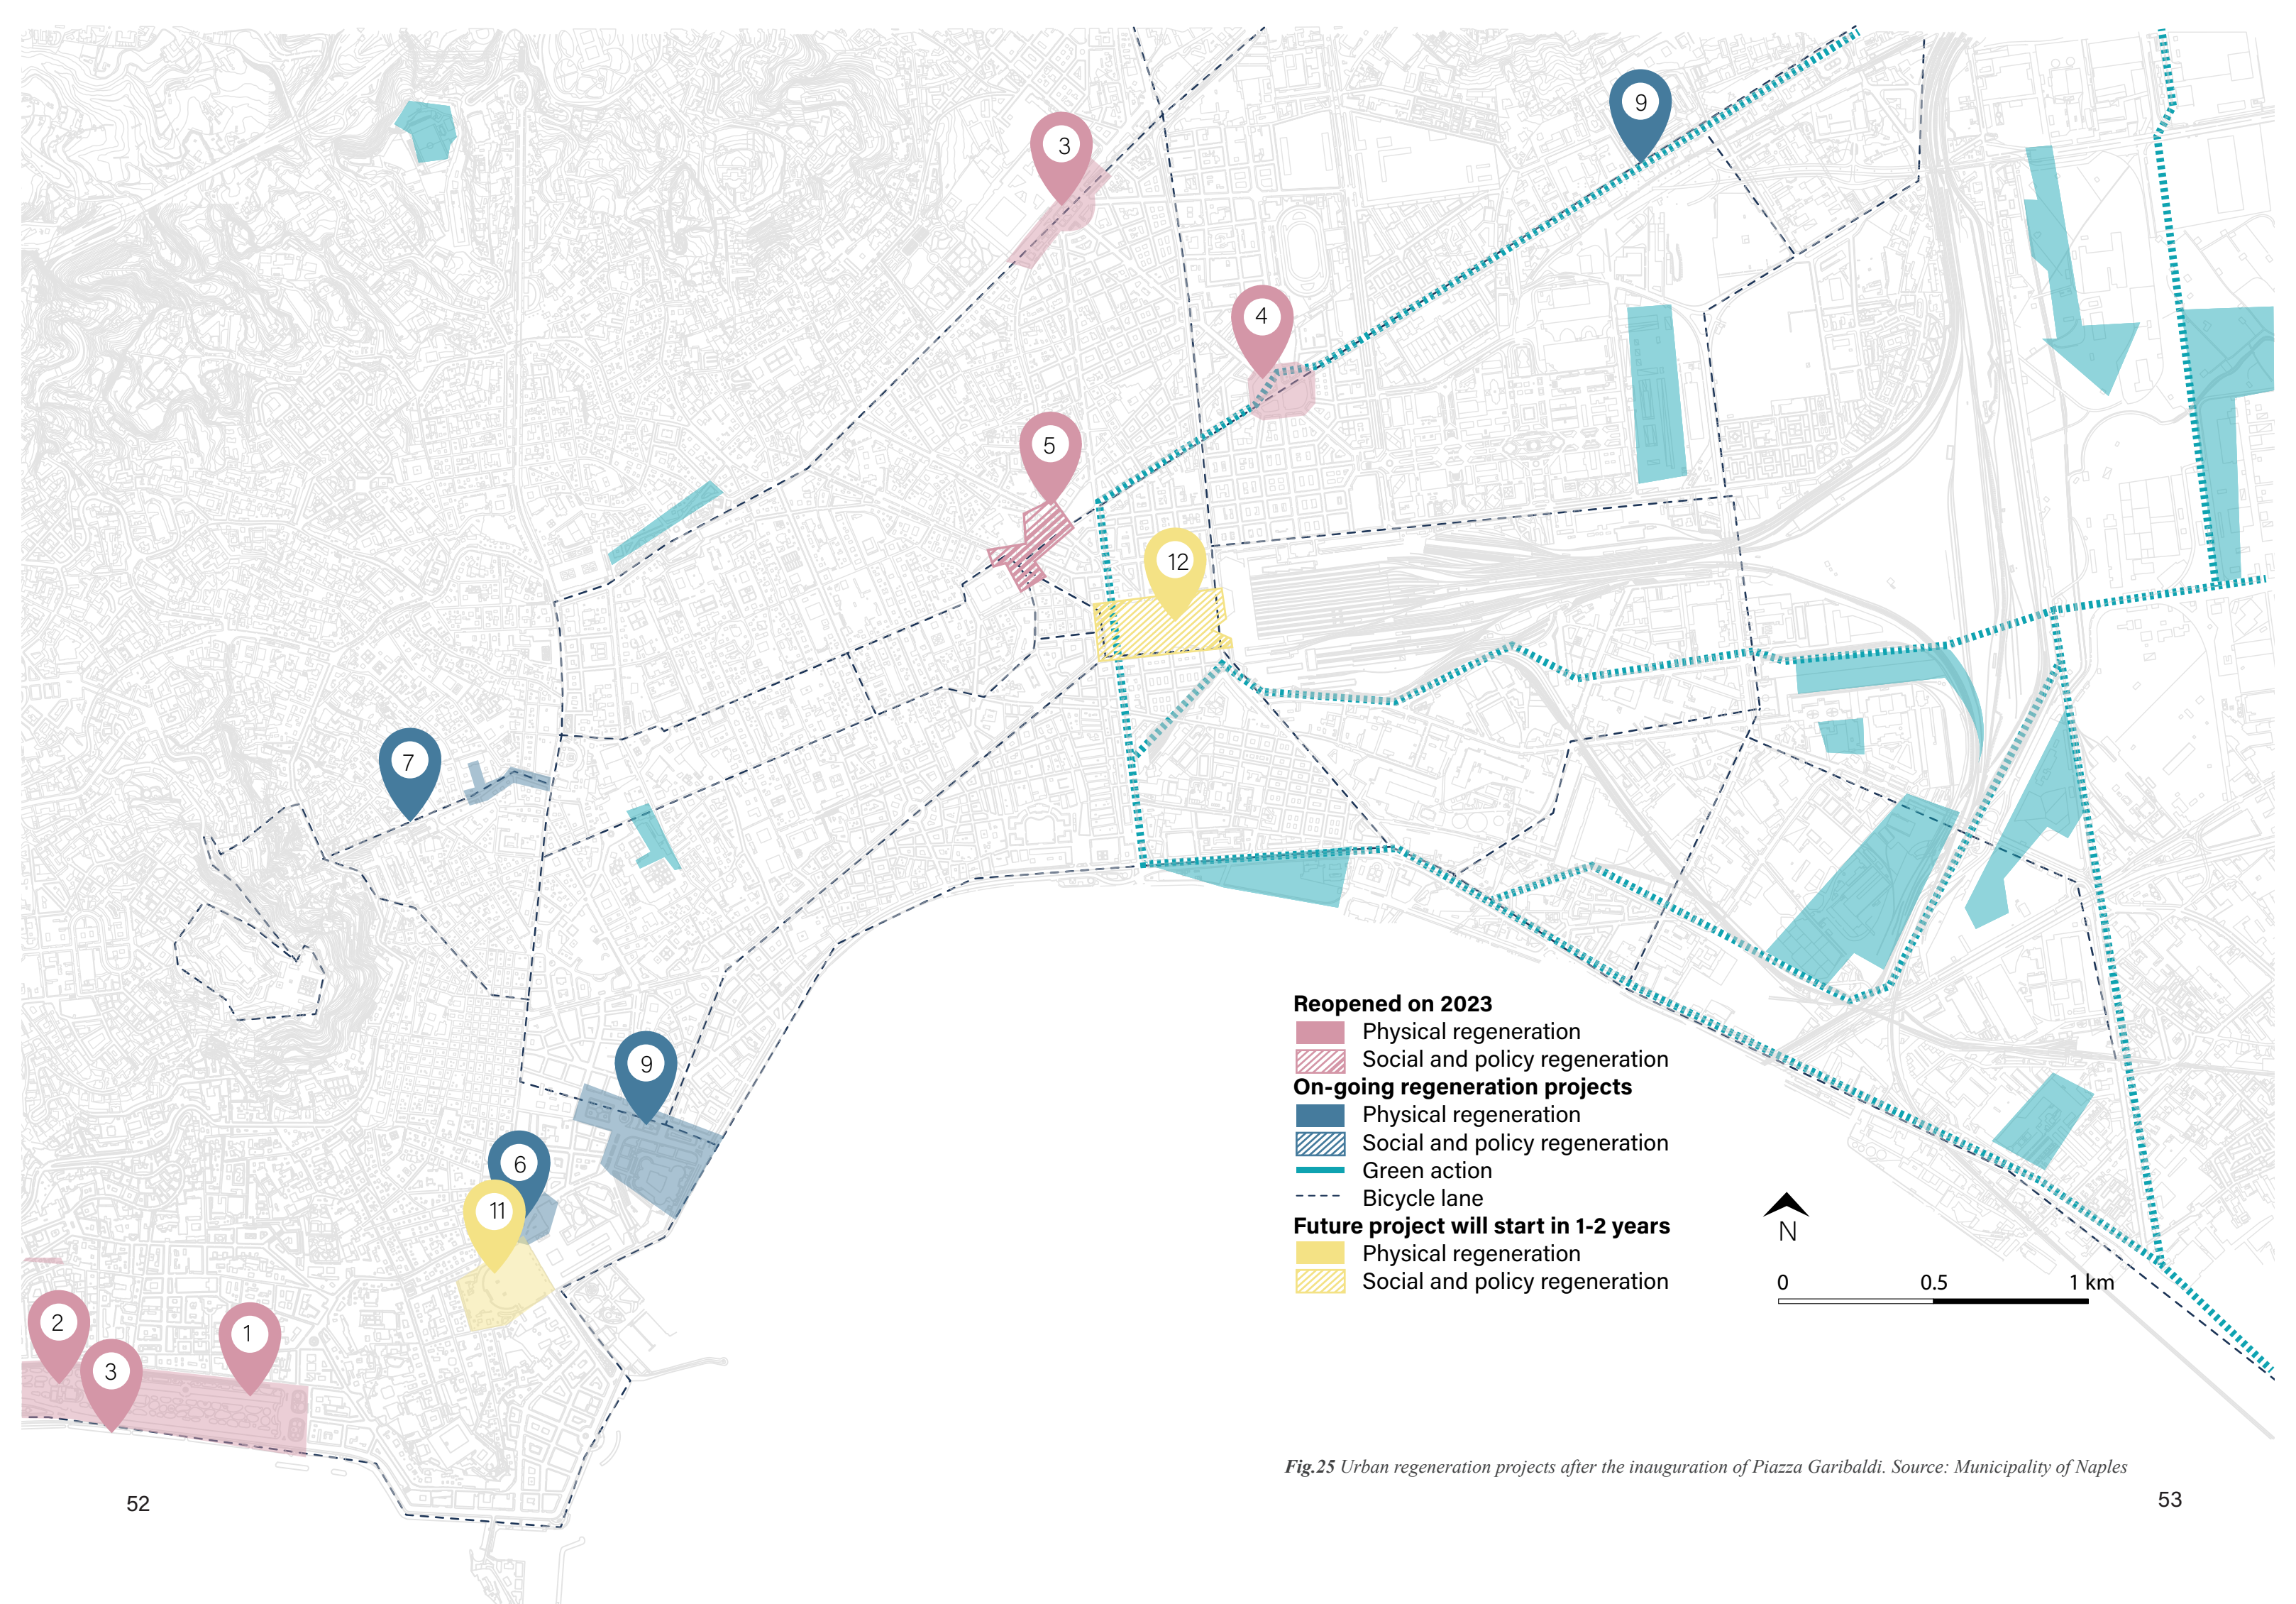 9
3
4
5
12
7
9
6
11
2
1
3
Reopened on 2023
Physical regeneration
Social and policy regeneration
On-going regeneration projects
Physical regeneration
Social and policy regeneration
Green action
Bicycle lane
Future project will start in 1-2 years
Physical regeneration
Social and policy regeneration
N
0 0.5 1 km
Fig.25 Urban regeneration projects after the inauguration of Piazza Garibaldi. Source: Municipality of Naples
52
53